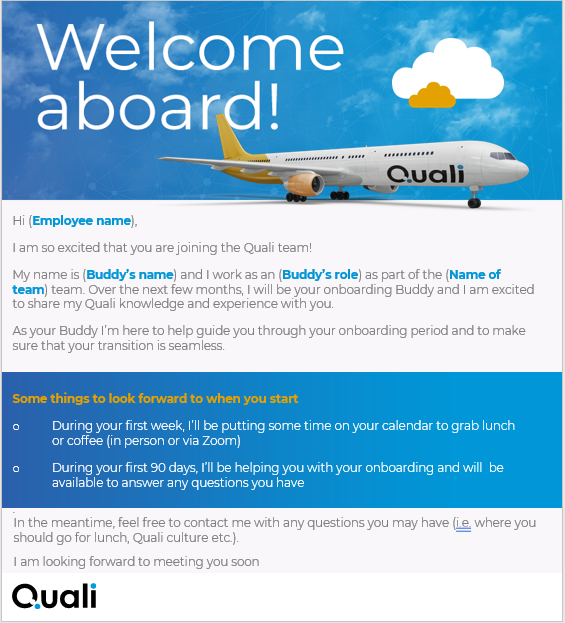 Welcome
aboard!
Quali
Hi (Employee name),
I am so excited that you are joining the Quali team!
My name is (Buddy's name) and I work as an (Buddy's role) as part of the (Name of
team) team. Over the next few months, I will be your onboarding Buddy and I am excited
to share my Quali knowledge and experience with you.
As your Buddy I'm here to help guide you through your onboarding period and to make
sure that your transition is seamless.
Some things to look forward to when you start
o During your first week, I'll be putting some time on your calendar to grab lunch
or coffee (in person or via Zoom)
o During your first 90 days, I'll be helping you with your onboarding and will be
available to answer any questions you have
In the meantime, feel free to contact me with any questions you may have (i.e. where you
should go for lunch, Quali culture etc.).
I am looking forward to meeting you soon
Quali